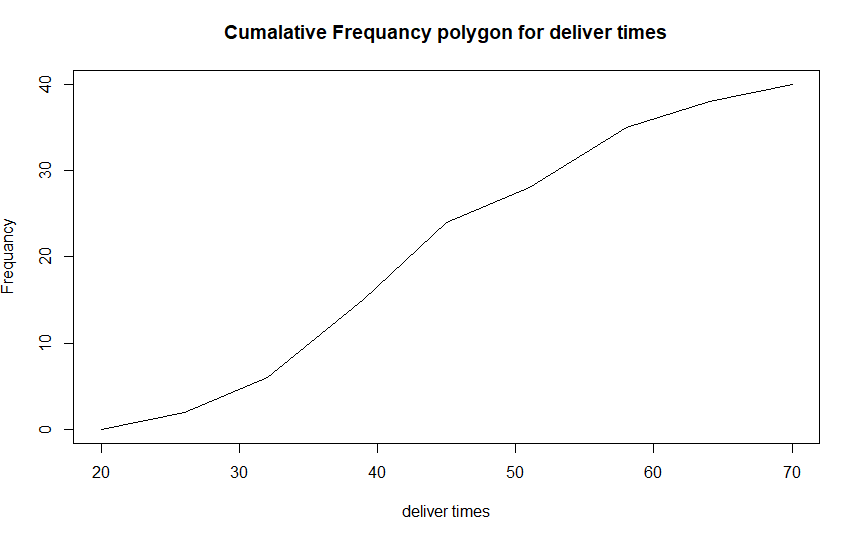 Cumalative Frequancy polygon for deliver times
Frequancy
40
30
20
10
0
20 30 40 50 60 70
deliver times